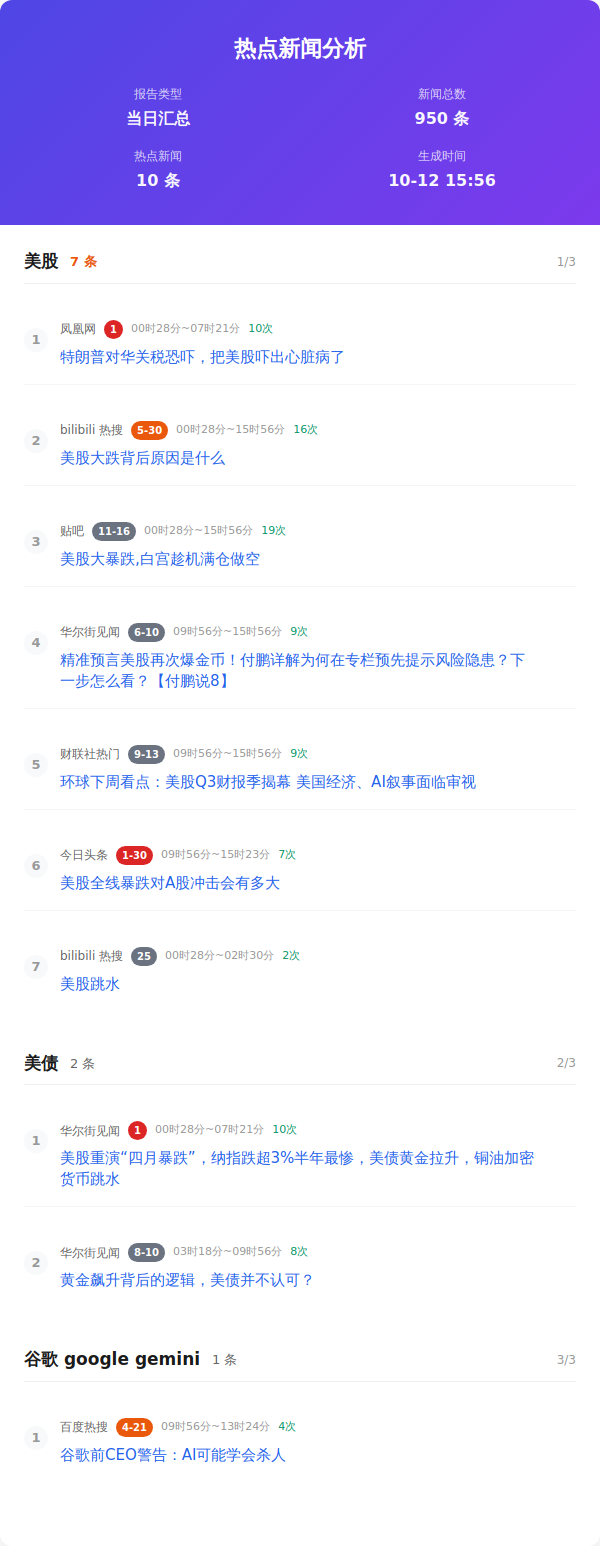 热点新闻分析
报告类型
新闻总数
当日汇总
950 条
热点新闻
生成时间
10 条
10-12 15:56
美股 7 条 1/3
1 凤凰网 1 00时28分~07时21分 10次
特朗普对华关税恐吓，把美股吓出心脏病了
2 bilibili 热搜 5-30 00时28分~15时56分 16次
美股大跌背后原因是什么
3 贴吧 11-16 00时28分~15时56分 19次
美股大暴跌,白宫趁机满仓做空
4 华尔街见闻 6-10 09时56分~15时56分 9次
精准预言美股再次爆金币！付鹏详解为何在专栏预先提示风险隐患？下
一步怎么看？【付鹏说8】
5 财联社热门 9-13 09时56分~15时56分 9次
环球下周看点：美股Q3财报季揭幕 美国经济、AI叙事面临审视
6 今日头条 1-30 09时56分~15时23分 7次
美股全线暴跌对A股冲击会有多大
7 bilibili 热搜 25 00时28分~02时30分 2次
美股跳水
美债 2 条 2/3
1 华尔街见闻 1 00时28分~07时21分 10次
美股重演“四月暴跌”，纳指跌超3%半年最惨，美债黄金拉升，铜油加密
货币跳水
2 华尔街见闻 8-10 03时18分~09时56分 8次
黄金飙升背后的逻辑，美债并不认可？
谷歌 google gemini 1 条 3/3
1 百度热搜 4-21 09时56分~13时24分 4次
谷歌前CEO警告：AI可能学会杀人